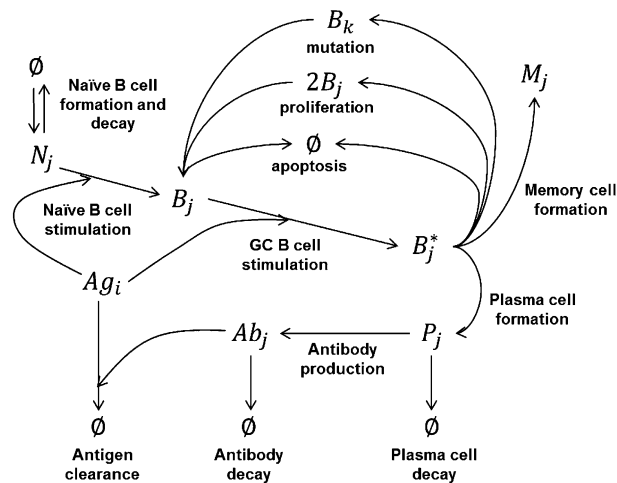 B_k
mutation
∅
Naïve B cell
formation and
decay
2B_j
proliferation
M_j
N_j
∅
apoptosis
Naïve B cell
stimulation
B_j
Memory cell
formation
GC B cell
stimulation
B_j^*
Ag_i
Plasma cell
formation
Ab_j
Antibody
production
P_j
∅
Antigen
clearance
∅
Antibody
decay
∅
Plasma cell
decay